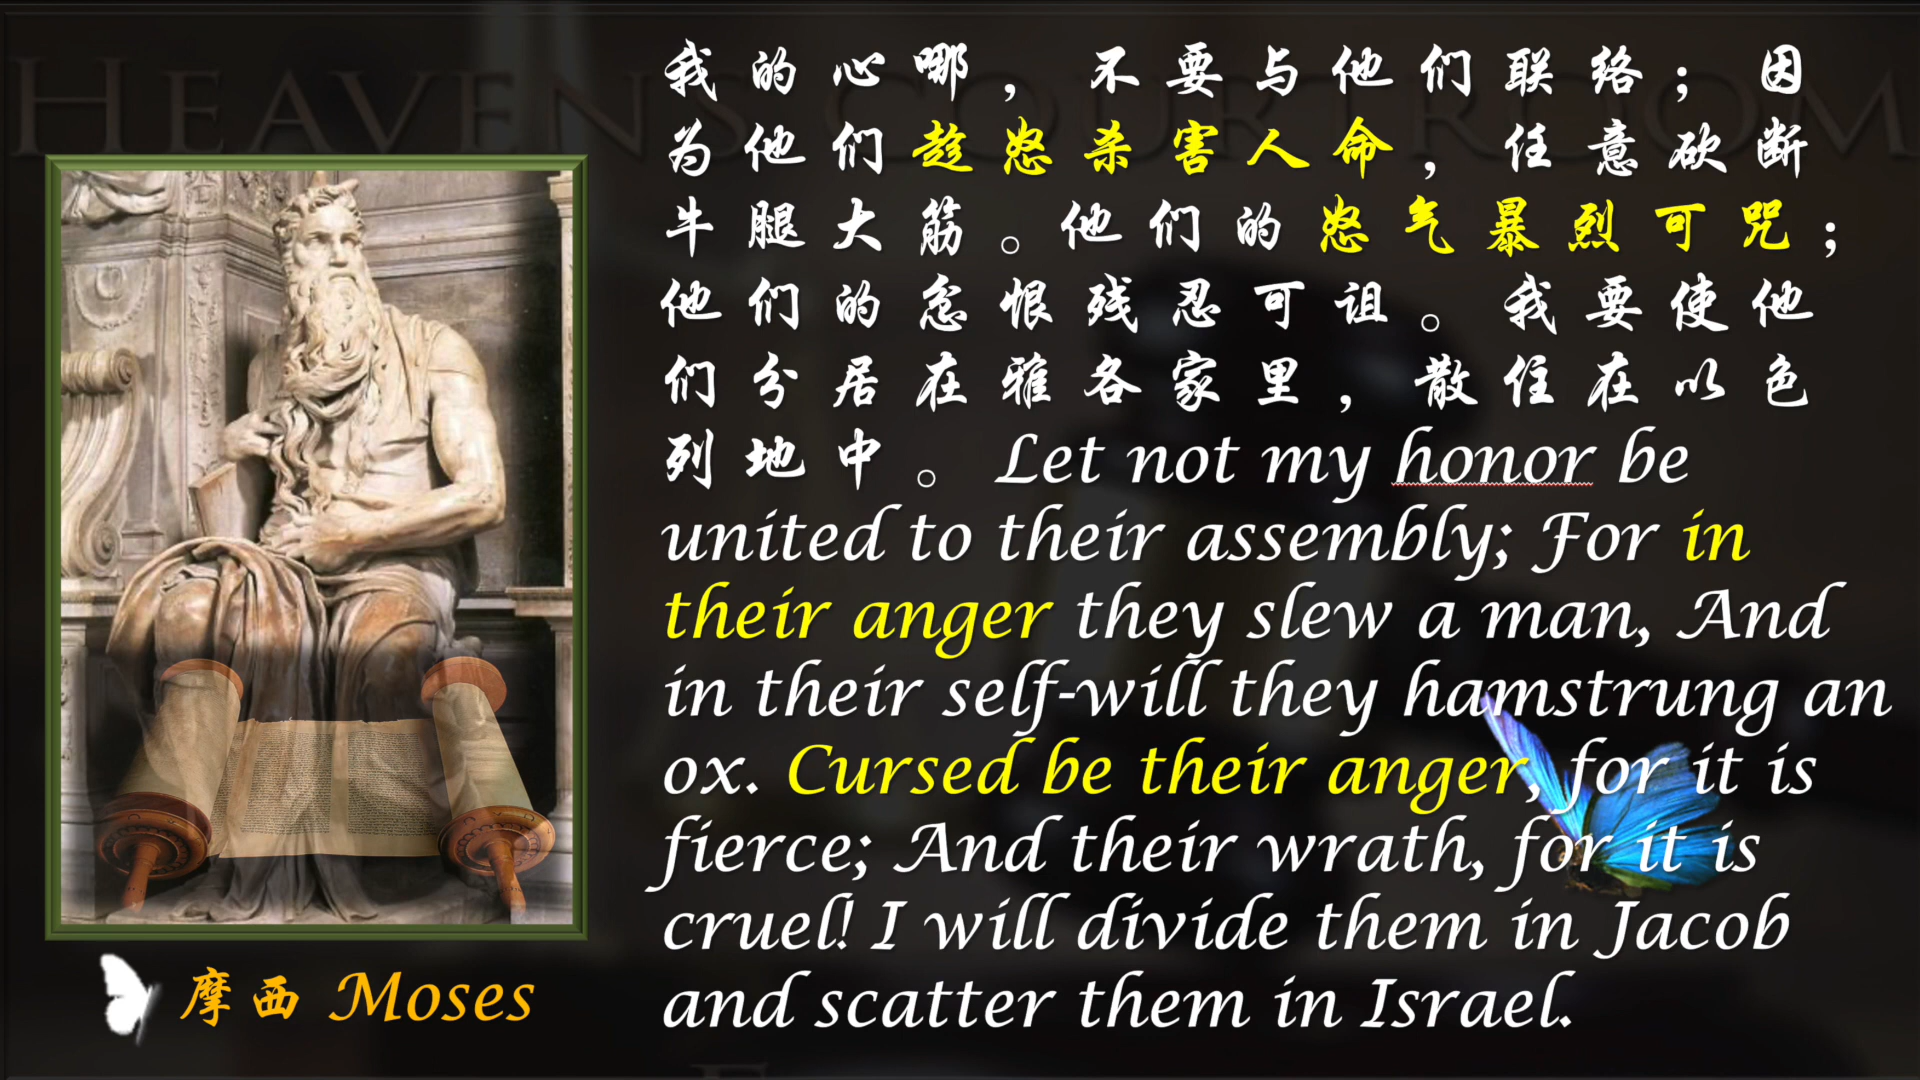 HEAVENS COURTROOM
我的心哪，不要与他们联络；因
为他们趁怒杀害人命，任意砍断
牛腿大筋。他们的怒气暴烈可咒；
他们的忿恨残忍可诅。我要使他
们分居在雅各家里，散住在以色
列地中。Let not my honor be
united to their assembly; For in
their anger they slew a man, And
in their self-will they hamstrung an
ox. Cursed be their anger, for it is
fierce; And their wrath, for it is
cruel! I will divide them in Jacob
and scatter them in Israel.
摩西 Moses